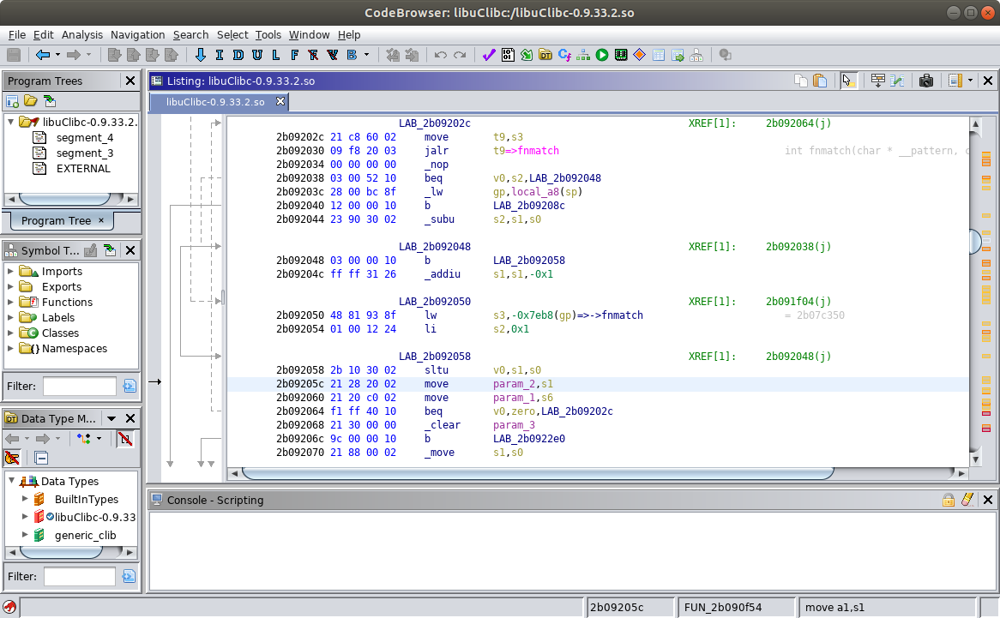 CodeBrowser: libuClibc:/libuClibc-0.9.33.2.so
File Edit Analysis Navigation Search Select Tools Window Help
I D U L F B
Program Trees
libuClibc-0.9.33.2.
segment_4
segment_3
EXTERNAL
Program Tree ×
Symbol T...
Imports
Exports
Functions
Labels
Classes
Namespaces
Filter:
Data Type M...
Data Types
BuiltInTypes
libuClibc-0.9.33
generic_clib
Filter:
Listing: libuClibc-0.9.33.2.so
libuClibc-0.9.33.2.so
LAB_2b09202c XREF[1]: 2b092064(j)
2b09202c 21 c8 60 02 move t9,s3
2b092030 09 f8 20 03 jalr t9=>fnmatch int fnmatch(char * __pattern, c
2b092034 00 00 00 00 _nop
2b092038 03 00 52 10 beq v0,s2,LAB_2b092048
2b09203c 28 00 bc 8f _lw gp,local_a8(sp)
2b092040 12 00 00 10 b LAB_2b09208c
2b092044 23 90 30 02 _subu s2,s1,s0
LAB_2b092048 XREF[1]: 2b092038(j)
2b092048 03 00 00 10 b LAB_2b092058
2b09204c ff ff 31 26 _addiu s1,s1,-0x1
LAB_2b092050 XREF[1]: 2b091f04(j)
2b092050 48 81 93 8f lw s3,-0x7eb8(gp)=>->fnmatch = 2b07c350
2b092054 01 00 12 24 li s2,0x1
LAB_2b092058 XREF[1]: 2b092048(j)
2b092058 2b 10 30 02 sltu v0,s1,s0
2b09205c 21 28 20 02 move param_2,s1
2b092060 21 20 c0 02 move param_1,s6
2b092064 f1 ff 40 10 beq v0,zero,LAB_2b09202c
2b092068 21 30 00 00 _clear param_3
2b09206c 9c 00 00 10 b LAB_2b0922e0
2b092070 21 88 00 02 _move s1,s0
Console - Scripting
2b09205c FUN_2b090f54 move a1,s1